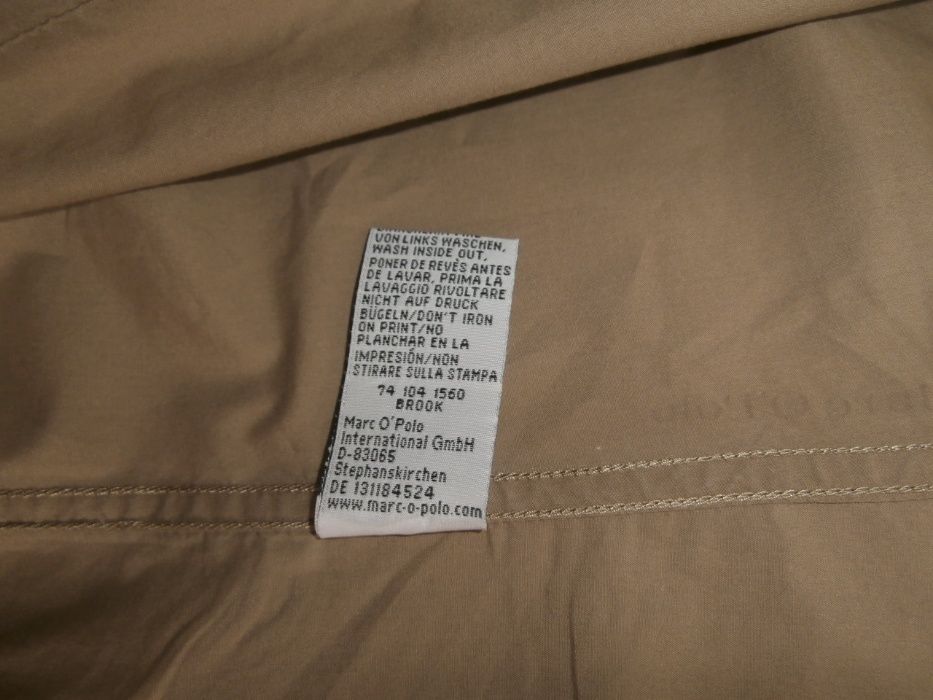 VON LINKS WASCHEN,
WASH INSIDE OUT,
PONER DE REVÉS ANTES
DE LAVAR, PRIMA LA
LAVAGGIO RIVOLTARE
NICHT AUF DRUCK
BÜGELN/DON'T IRON
ON PRINT/NO
PLANCHAR EN LA
IMPRESIÓN/NON
STIRARE SULLA STAMPA
74 104 1560
BROOK
Marc O'Polo
International GmbH
D-83065
Stephanskirchen
DE 131184524
www.marc-o-polo.com